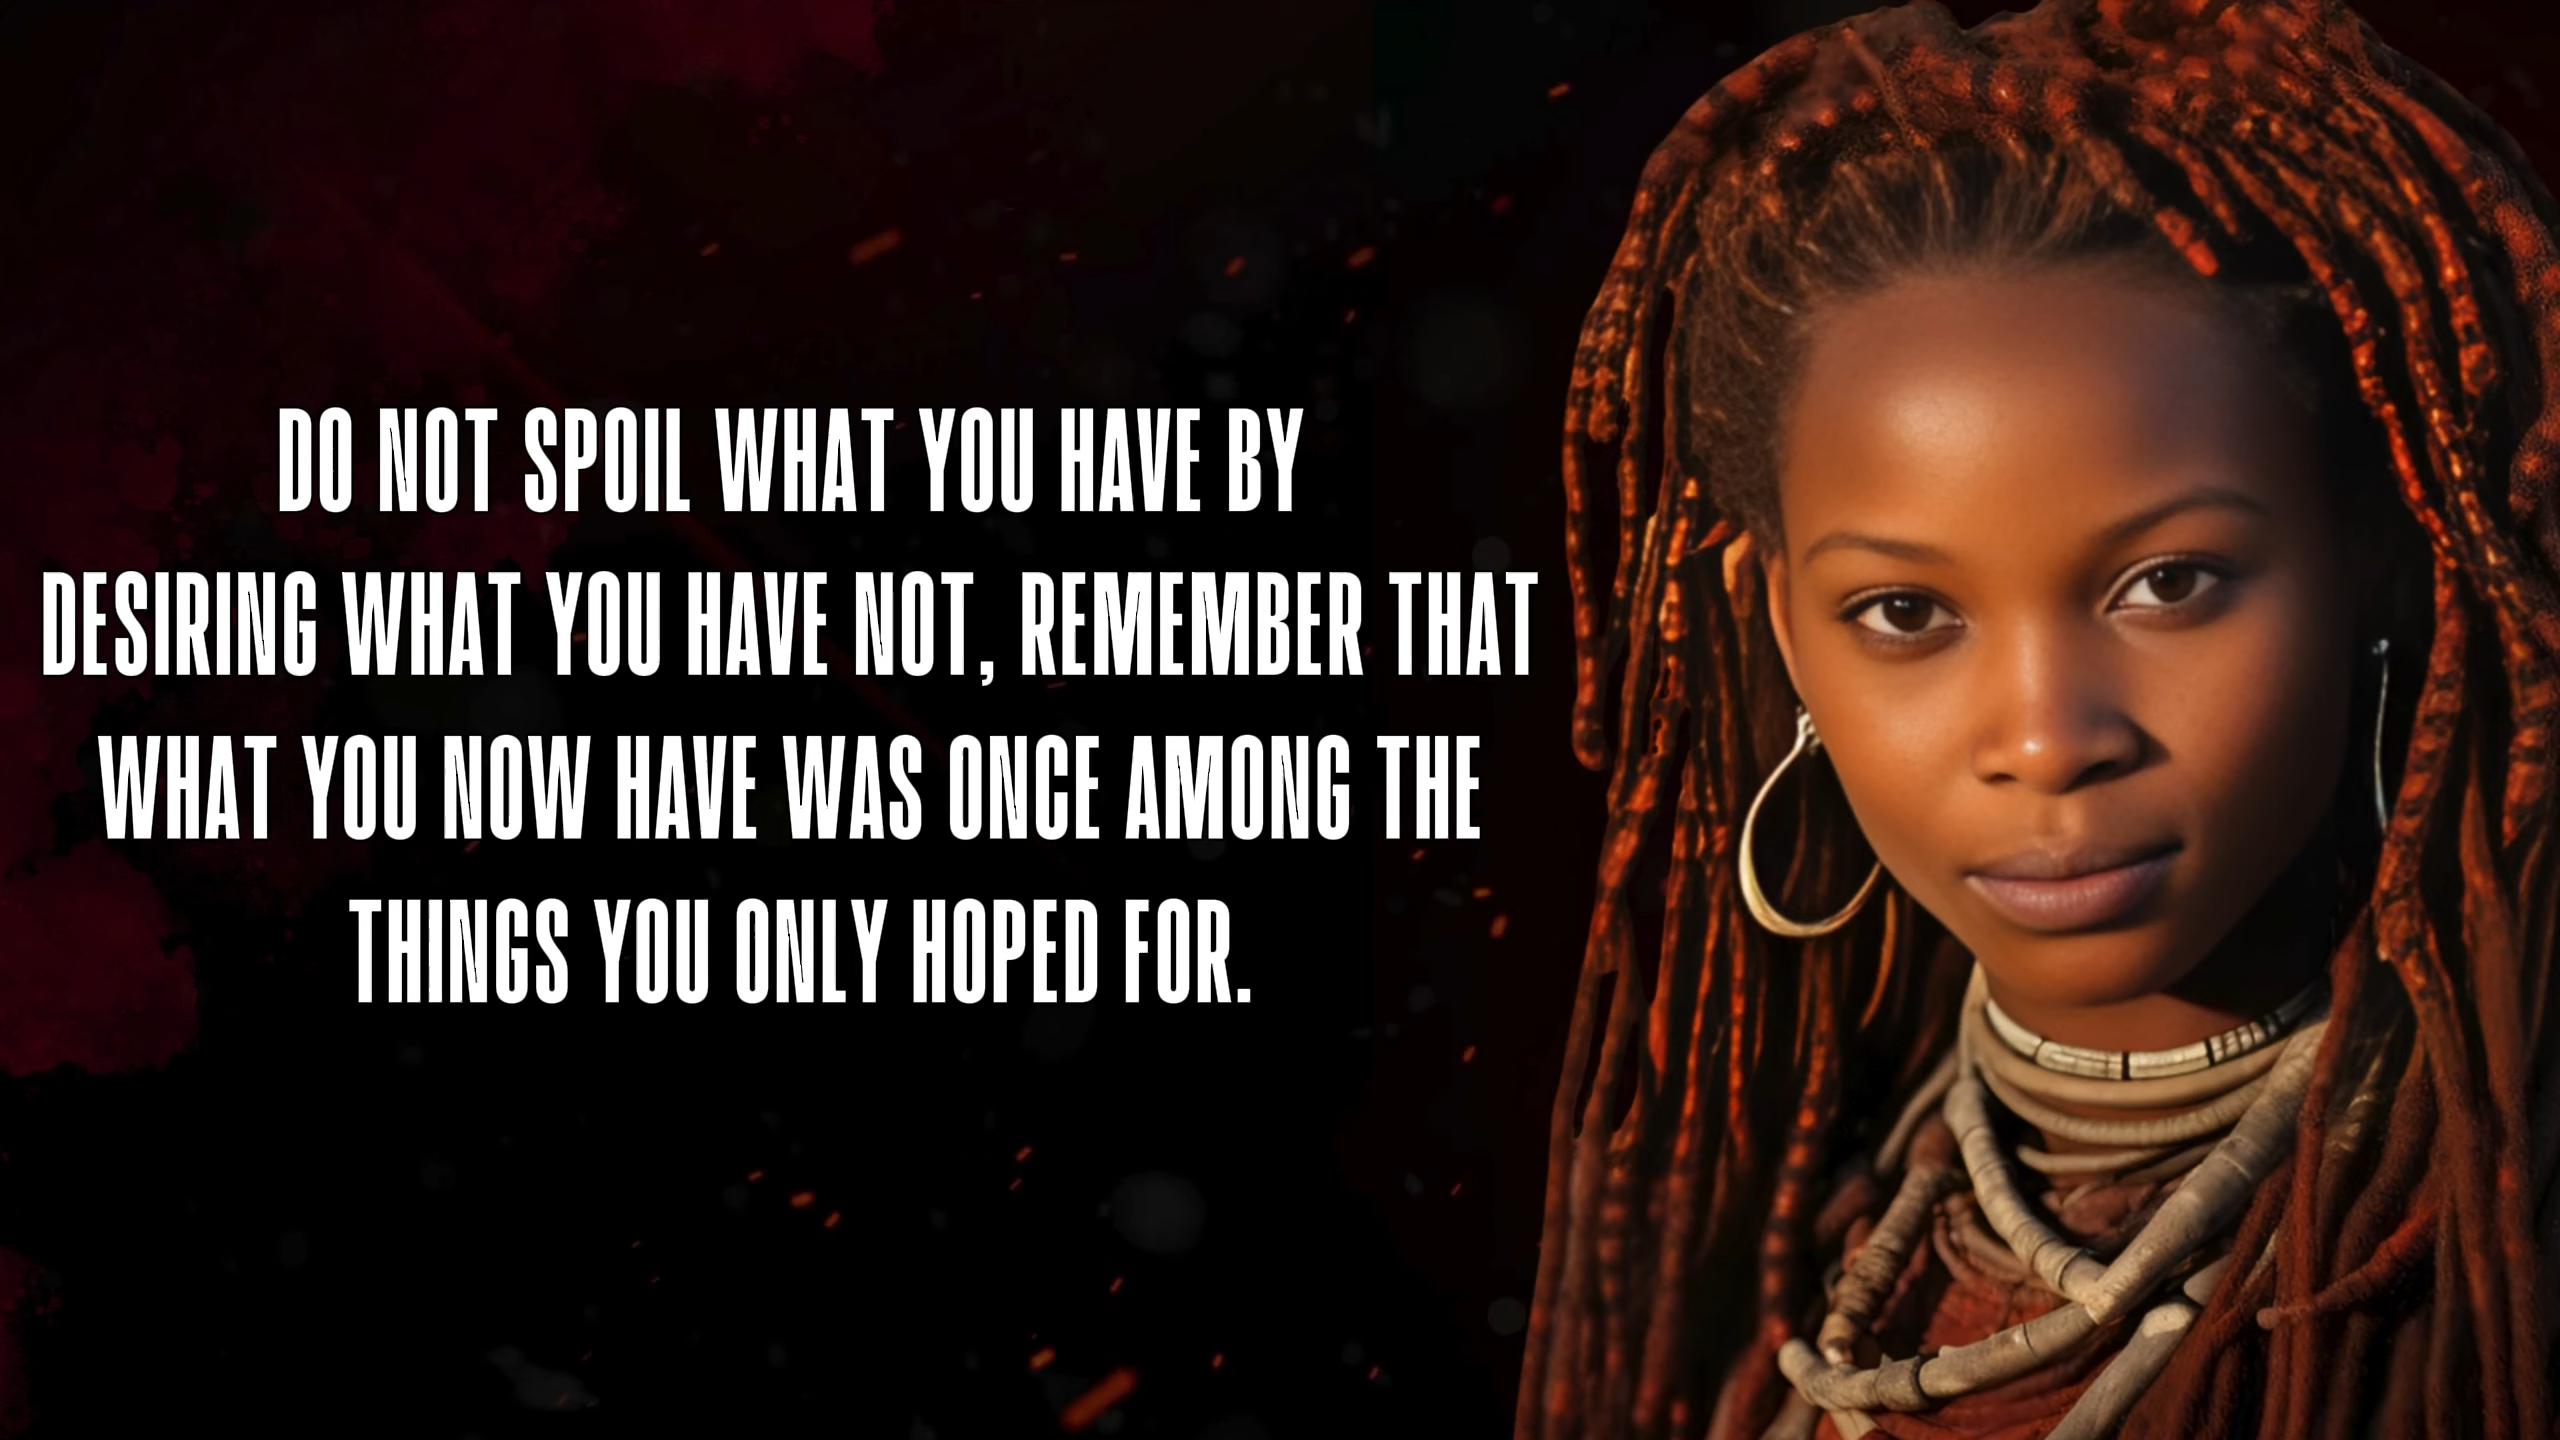 DO NOT SPOIL WHAT YOU HAVE BY
DESIRING WHAT YOU HAVE NOT, REMEMBER THAT
WHAT YOU NOW HAVE WAS ONCE AMONG THE
THINGS YOU ONLY HOPED FOR.